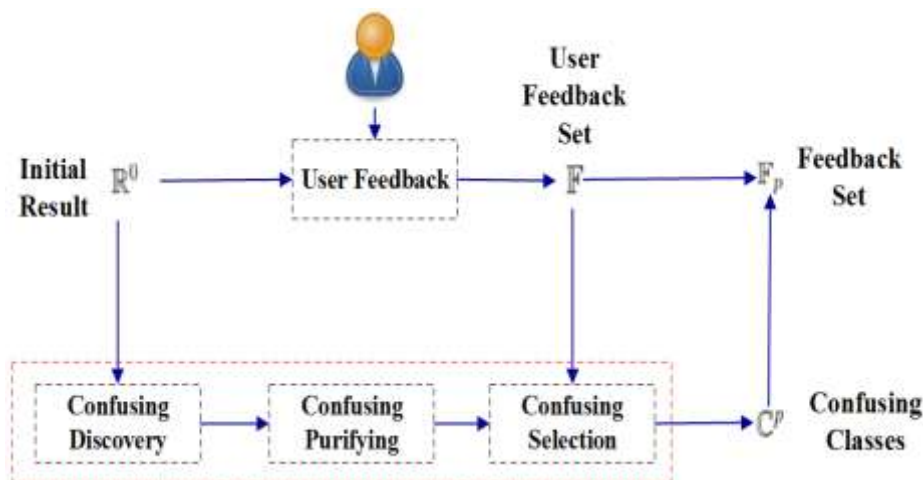 User
Feedback
Set
Initial
Result
ℝ⁰
User Feedback
𝔽
𝔽ₚ
Feedback
Set
Confusing
Discovery
Confusing
Purifying
Confusing
Selection
ℂᵖ
Confusing
Classes